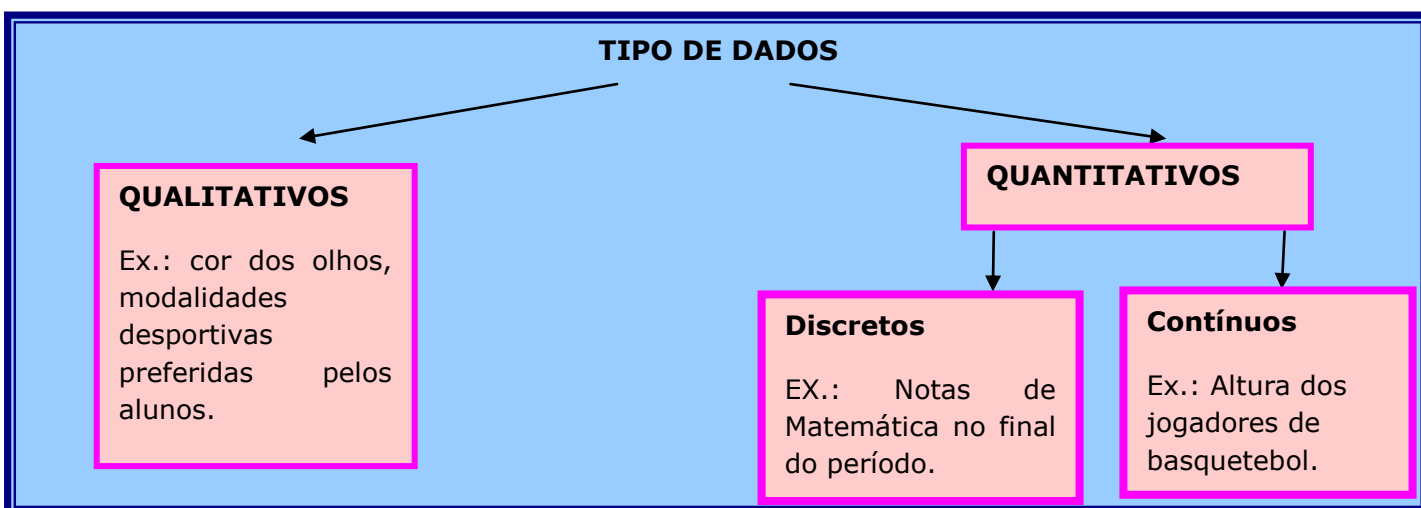 TIPO DE DADOS
QUALITATIVOS
Ex.: cor dos olhos,
modalidades
desportivas
preferidas pelos
alunos.
QUANTITATIVOS
Discretos
EX.: Notas de
Matemática no final
do período.
Contínuos
Ex.: Altura dos
jogadores de
basquetebol.